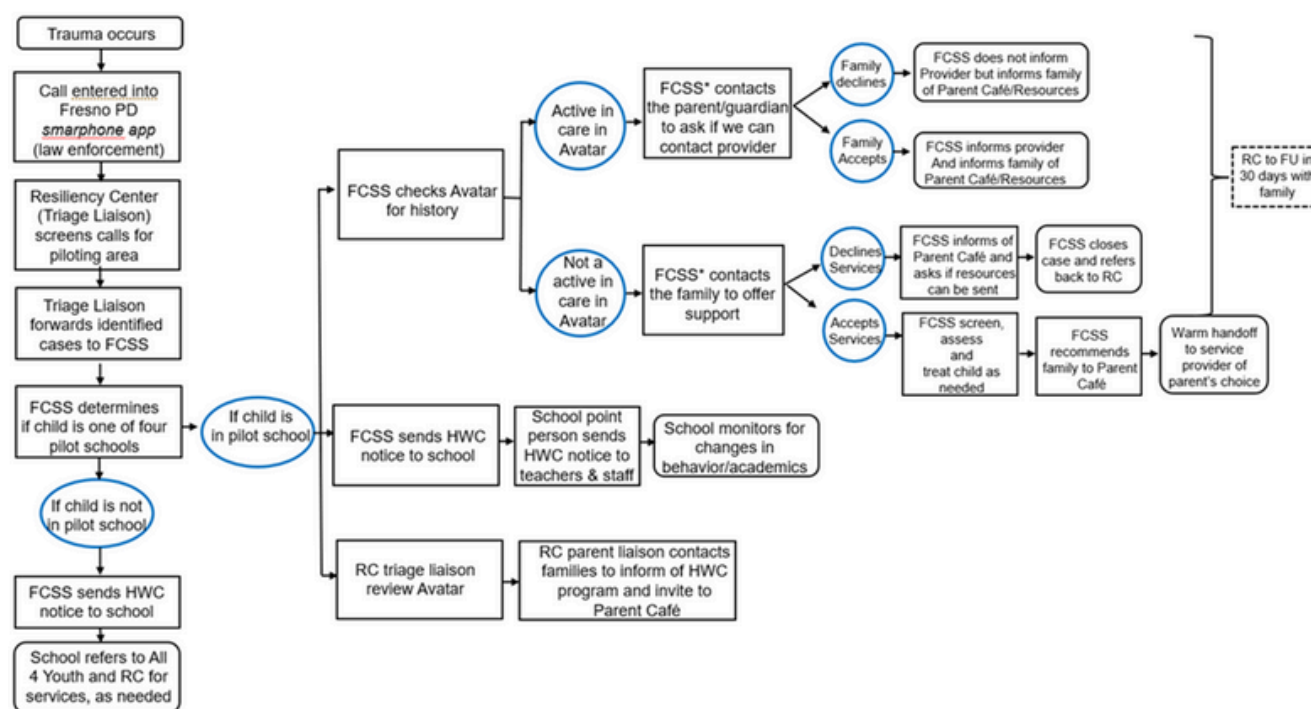 Trauma occurs
Call entered into
Fresno PD
smarphone app
(law enforcement)
Resiliency Center
(Triage Liaison)
screens calls for
piloting area
Triage Liaison
forwards identified
cases to FCSS
FCSS determines
if child is one of four
pilot schools
If child is not
in pilot school
FCSS sends HWC
notice to school
School refers to All
4 Youth and RC for
services, as needed
If child is
in pilot school
FCSS checks Avatar
for history
Active in
care in
Avatar
FCSS* contacts
the parent/guardian
to ask if we can
contact provider
Family
declines
FCSS does not inform
Provider but informs family
of Parent Café/Resources
Family
Accepts
FCSS informs provider
And informs family of
Parent Café/Resources
Not a
active in
care in
Avatar
FCSS* contacts
the family to offer
support
Declines
Services
FCSS informs of
Parent Café and
asks if resources
can be sent
FCSS closes
case and refers
back to RC
Accepts
Services
FCSS screen,
assess
and
treat child as
needed
FCSS
recommends
family to Parent
Café
Warm handoff
to service
provider of
parent's choice
RC to FU in
30 days with
family
FCSS sends HWC
notice to school
School point
person sends
HWC notice to
teachers & staff
School monitors for
changes in
behavior/academics
RC triage liaison
review Avatar
RC parent liaison contacts
families to inform of HWC
program and invite to
Parent Café